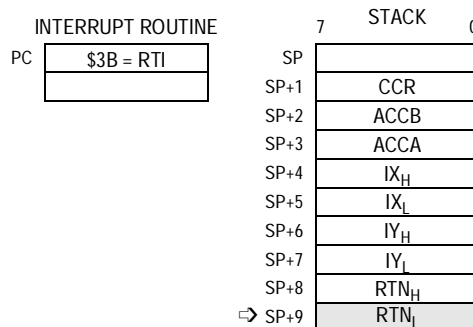 INTERRUPT ROUTINE
PC $3B = RTI
7 STACK 0
SP
SP+1 CCR
SP+2 ACCB
SP+3 ACCA
SP+4 IXH
SP+5 IXL
SP+6 IYH
SP+7 IYL
SP+8 RTNH
⇨ SP+9 RTNL